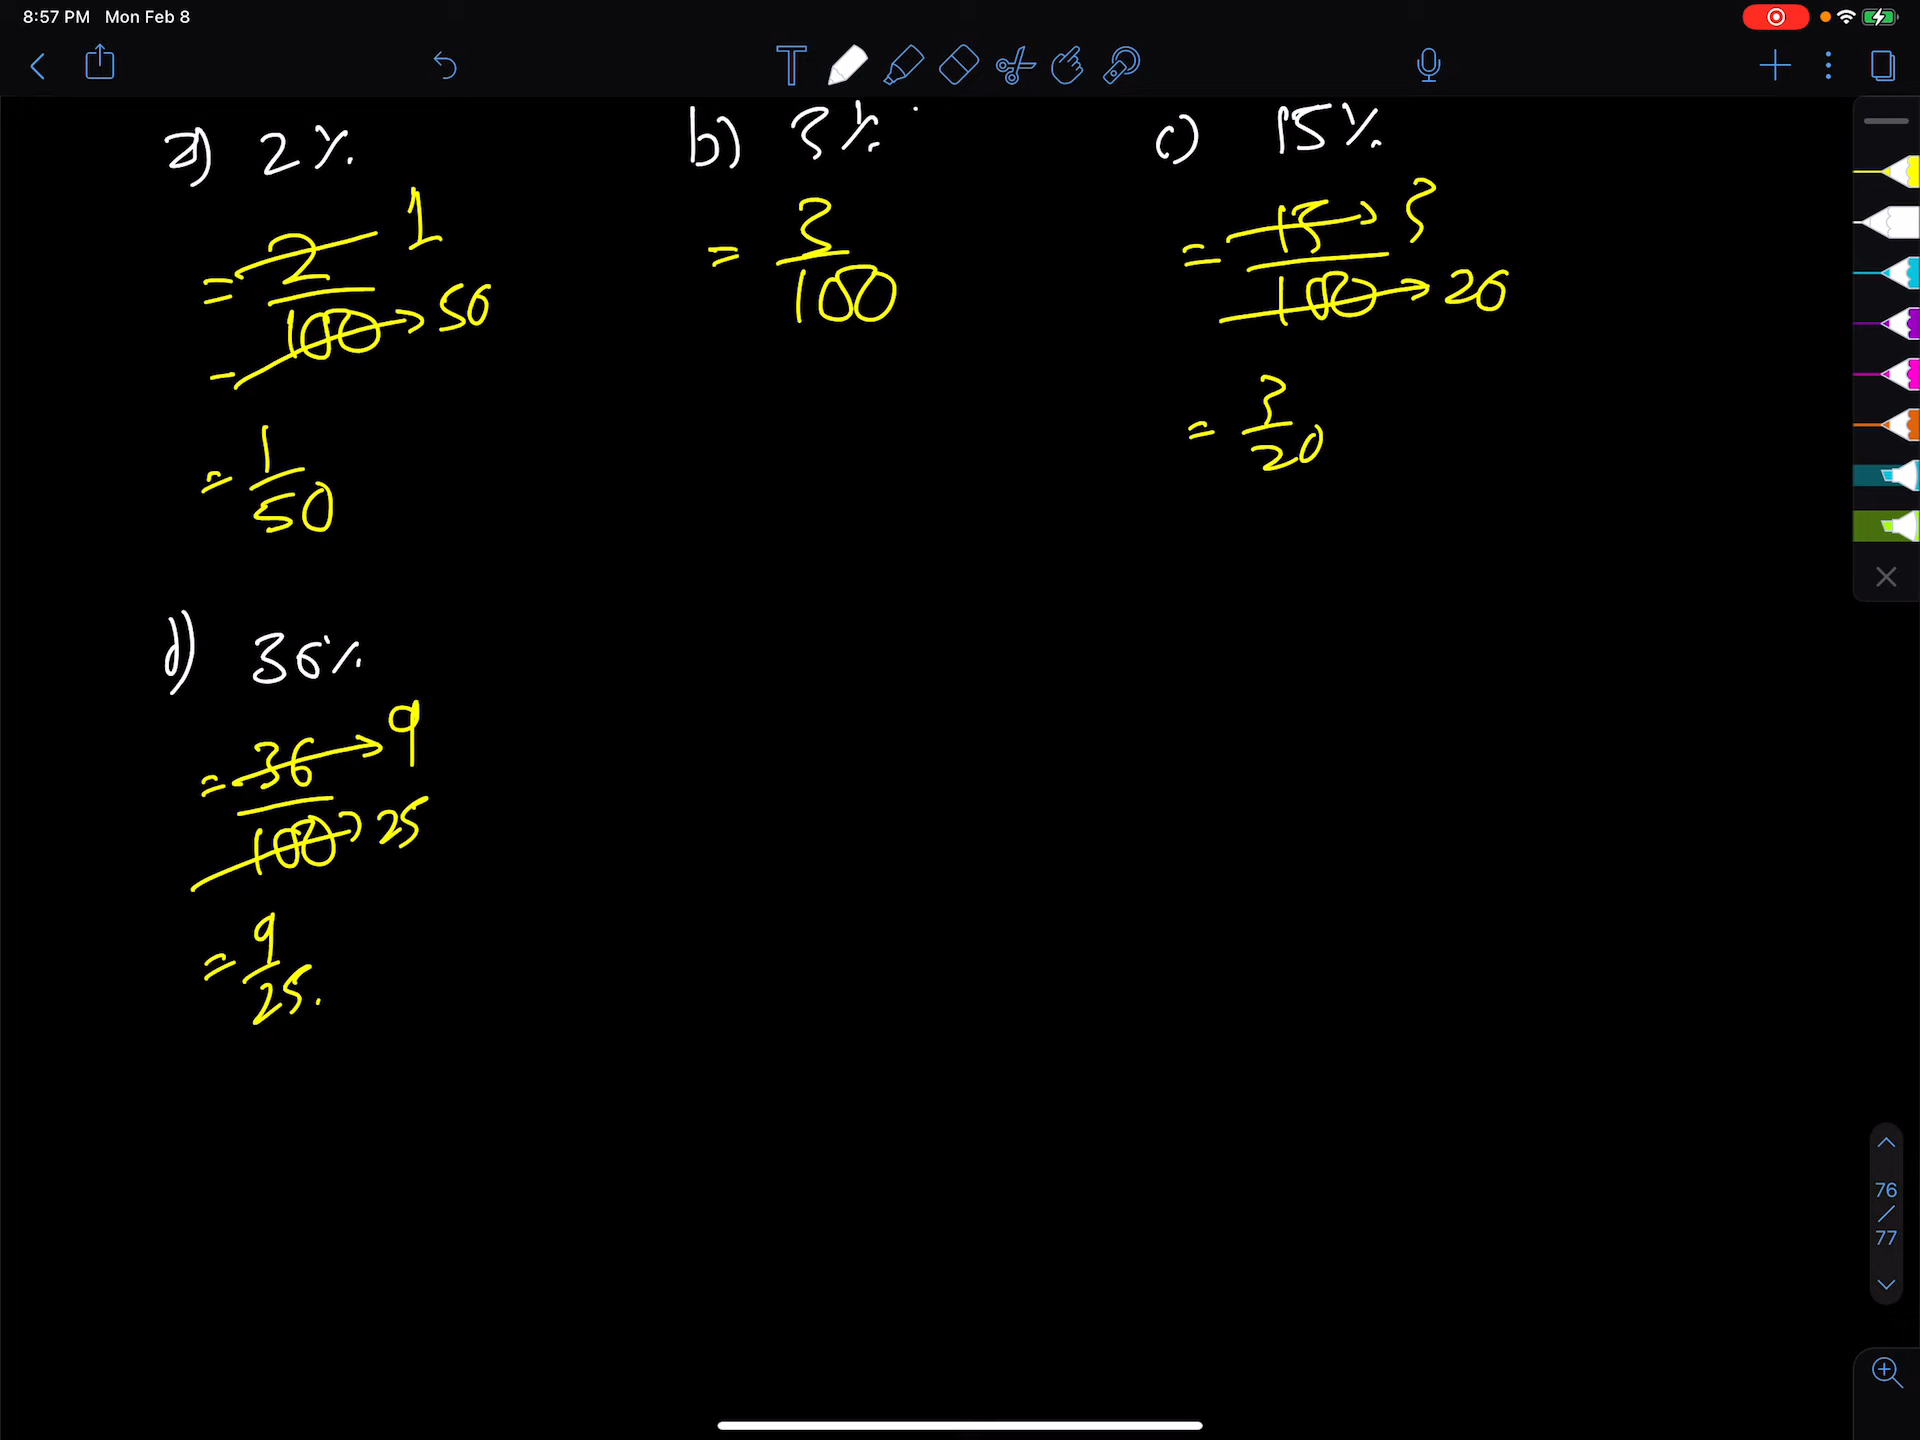 8:57 PM Mon Feb 8
a) 2%
= 2/100 1
50
= 1/50
b) 3%
= 3/100
c) 15%
= 15/100 → 3
→ 20
= 3/20
d) 36%
= 36/100 → 9
→ 25
= 9/25.
76
/
77